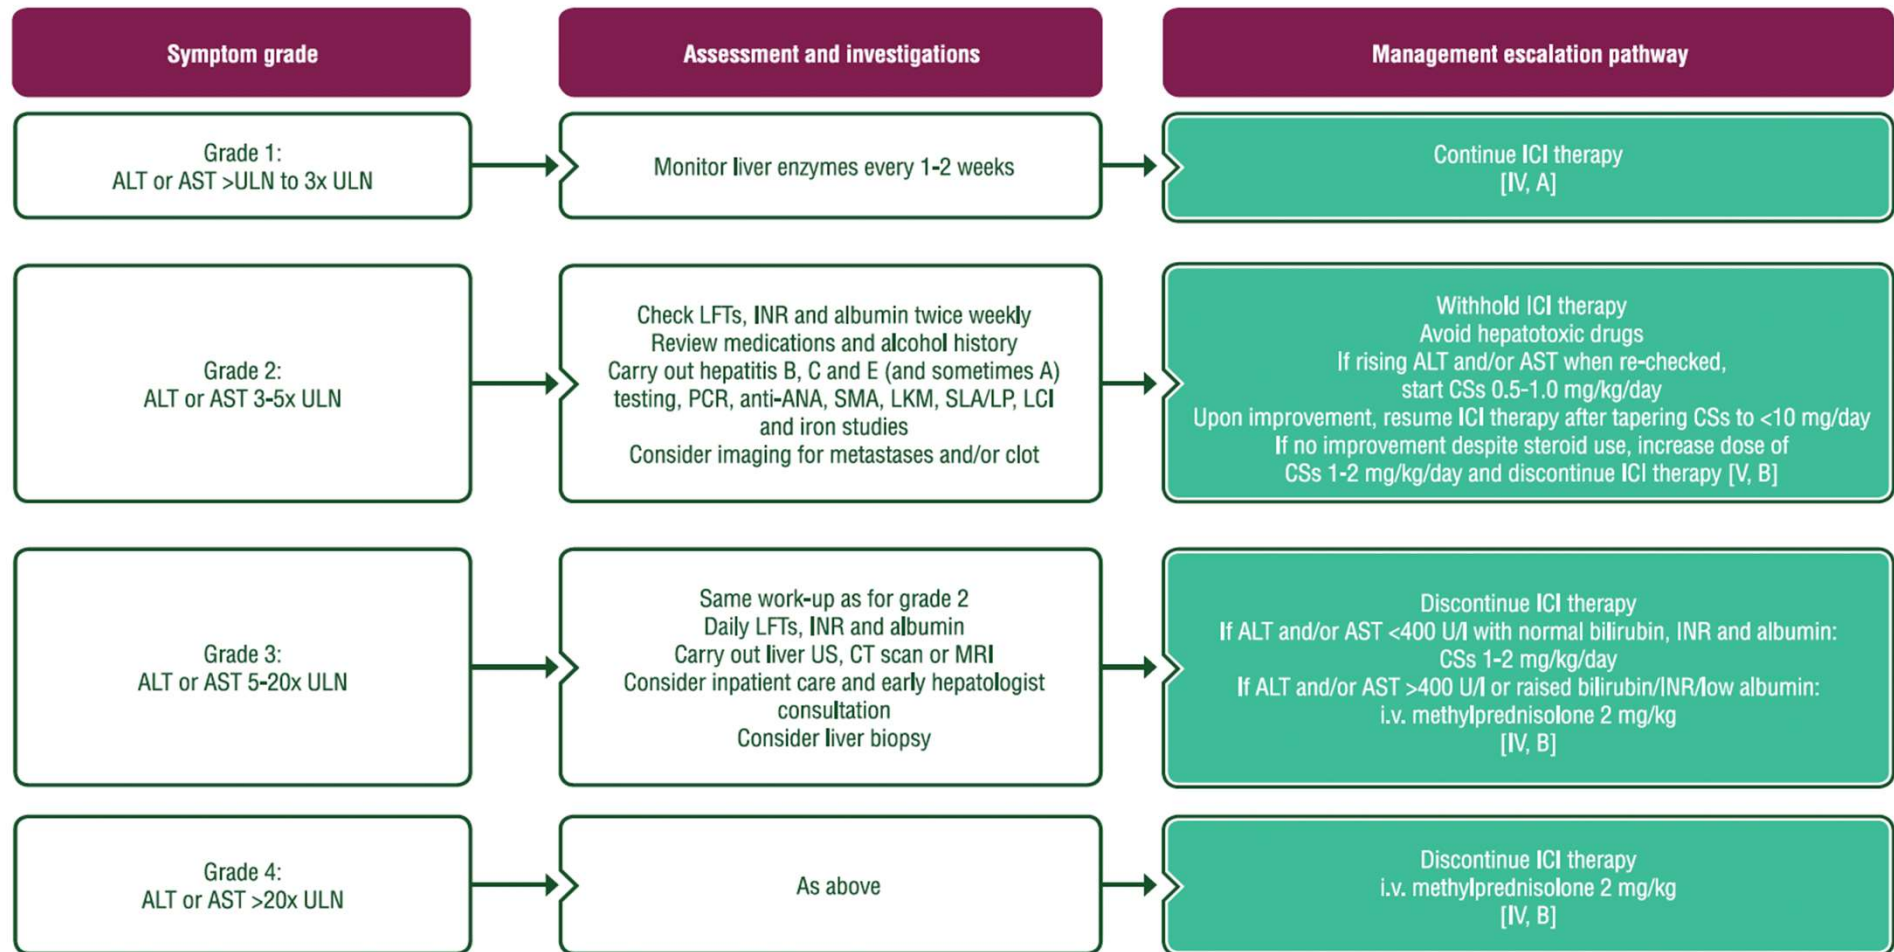 Symptom grade
Assessment and investigations
Management escalation pathway
Grade 1:
ALT or AST >ULN to 3x ULN
Monitor liver enzymes every 1-2 weeks
Continue ICI therapy
[IV, A]
Grade 2:
ALT or AST 3-5x ULN
Check LFTs, INR and albumin twice weekly
Review medications and alcohol history
Carry out hepatitis B, C and E (and sometimes A)
testing, PCR, anti-ANA, SMA, LKM, SLA/LP, LCI
and iron studies
Consider imaging for metastases and/or clot
Withhold ICI therapy
Avoid hepatotoxic drugs
If rising ALT and/or AST when re-checked,
start CSs 0.5-1.0 mg/kg/day
Upon improvement, resume ICI therapy after tapering CSs to <10 mg/day
If no improvement despite steroid use, increase dose of
CSs 1-2 mg/kg/day and discontinue ICI therapy [V, B]
Grade 3:
ALT or AST 5-20x ULN
Same work-up as for grade 2
Daily LFTs, INR and albumin
Carry out liver US, CT scan or MRI
Consider inpatient care and early hepatologist
consultation
Consider liver biopsy
Discontinue ICI therapy
If ALT and/or AST <400 U/l with normal bilirubin, INR and albumin:
CSs 1-2 mg/kg/day
If ALT and/or AST >400 U/l or raised bilirubin/INR/low albumin:
i.v. methylprednisolone 2 mg/kg
[IV, B]
Grade 4:
ALT or AST >20x ULN
As above
Discontinue ICI therapy
i.v. methylprednisolone 2 mg/kg
[IV, B]